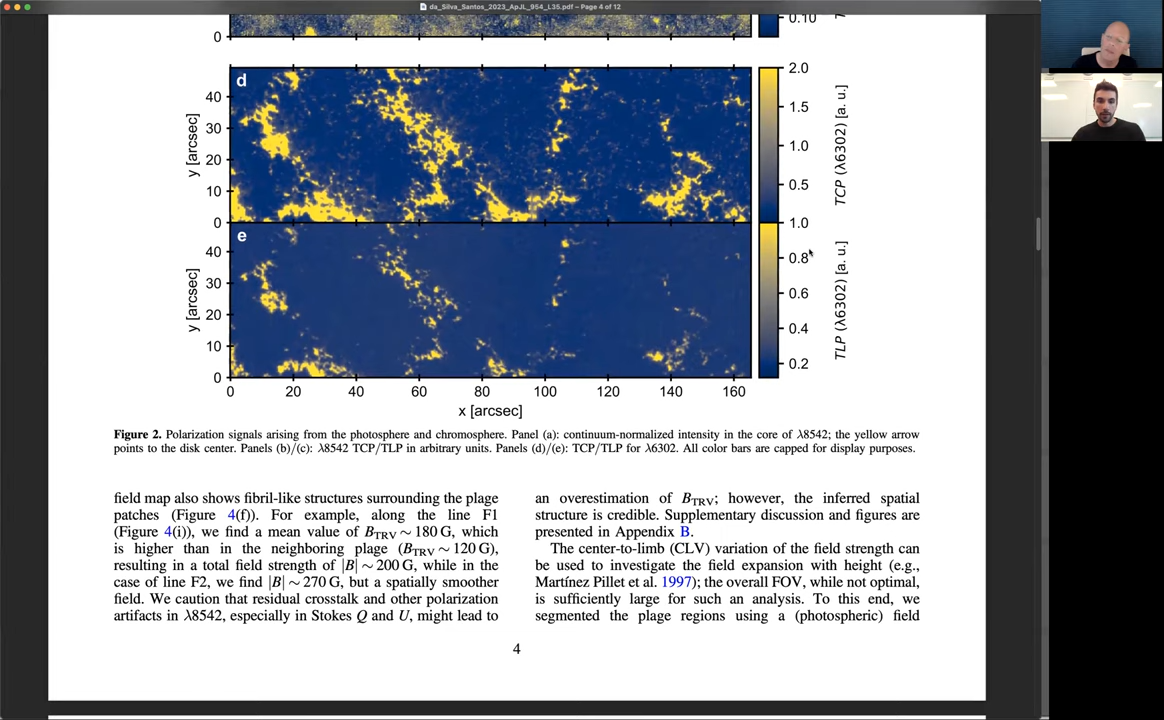 da_Silva_Santos_2023_ApJL_954_L35.pdf – Page 4 of 12
0
0.10
d
y [arcsec]
40
30
20
10
0
2.0
1.5
1.0
0.5
TCP (λ6302) [a. u.]
e
y [arcsec]
40
30
20
10
0
1.0
0.8
0.6
0.4
0.2
TLP (λ6302) [a. u.]
0 20 40 60 80 100 120 140 160
x [arcsec]
Figure 2. Polarization signals arising from the photosphere and chromosphere. Panel (a): continuum-normalized intensity in the core of λ8542; the yellow arrow
points to the disk center. Panels (b)/(c): λ8542 TCP/TLP in arbitrary units. Panels (d)/(e): TCP/TLP for λ6302. All color bars are capped for display purposes.
field map also shows fibril-like structures surrounding the plage
patches (Figure 4(f)). For example, along the line F1
(Figure 4(i)), we find a mean value of BTRV ~ 180 G, which
is higher than in the neighboring plage (BTRV ~ 120 G),
resulting in a total field strength of |B| ~ 200 G, while in the
case of line F2, we find |B| ~ 270 G, but a spatially smoother
field. We caution that residual crosstalk and other polarization
artifacts in λ8542, especially in Stokes Q and U, might lead to
an overestimation of BTRV; however, the inferred spatial
structure is credible. Supplementary discussion and figures are
presented in Appendix B.
The center-to-limb (CLV) variation of the field strength can
be used to investigate the field expansion with height (e.g.,
Martínez Pillet et al. 1997); the overall FOV, while not optimal,
is sufficiently large for such an analysis. To this end, we
segmented the plage regions using a (photospheric) field
4